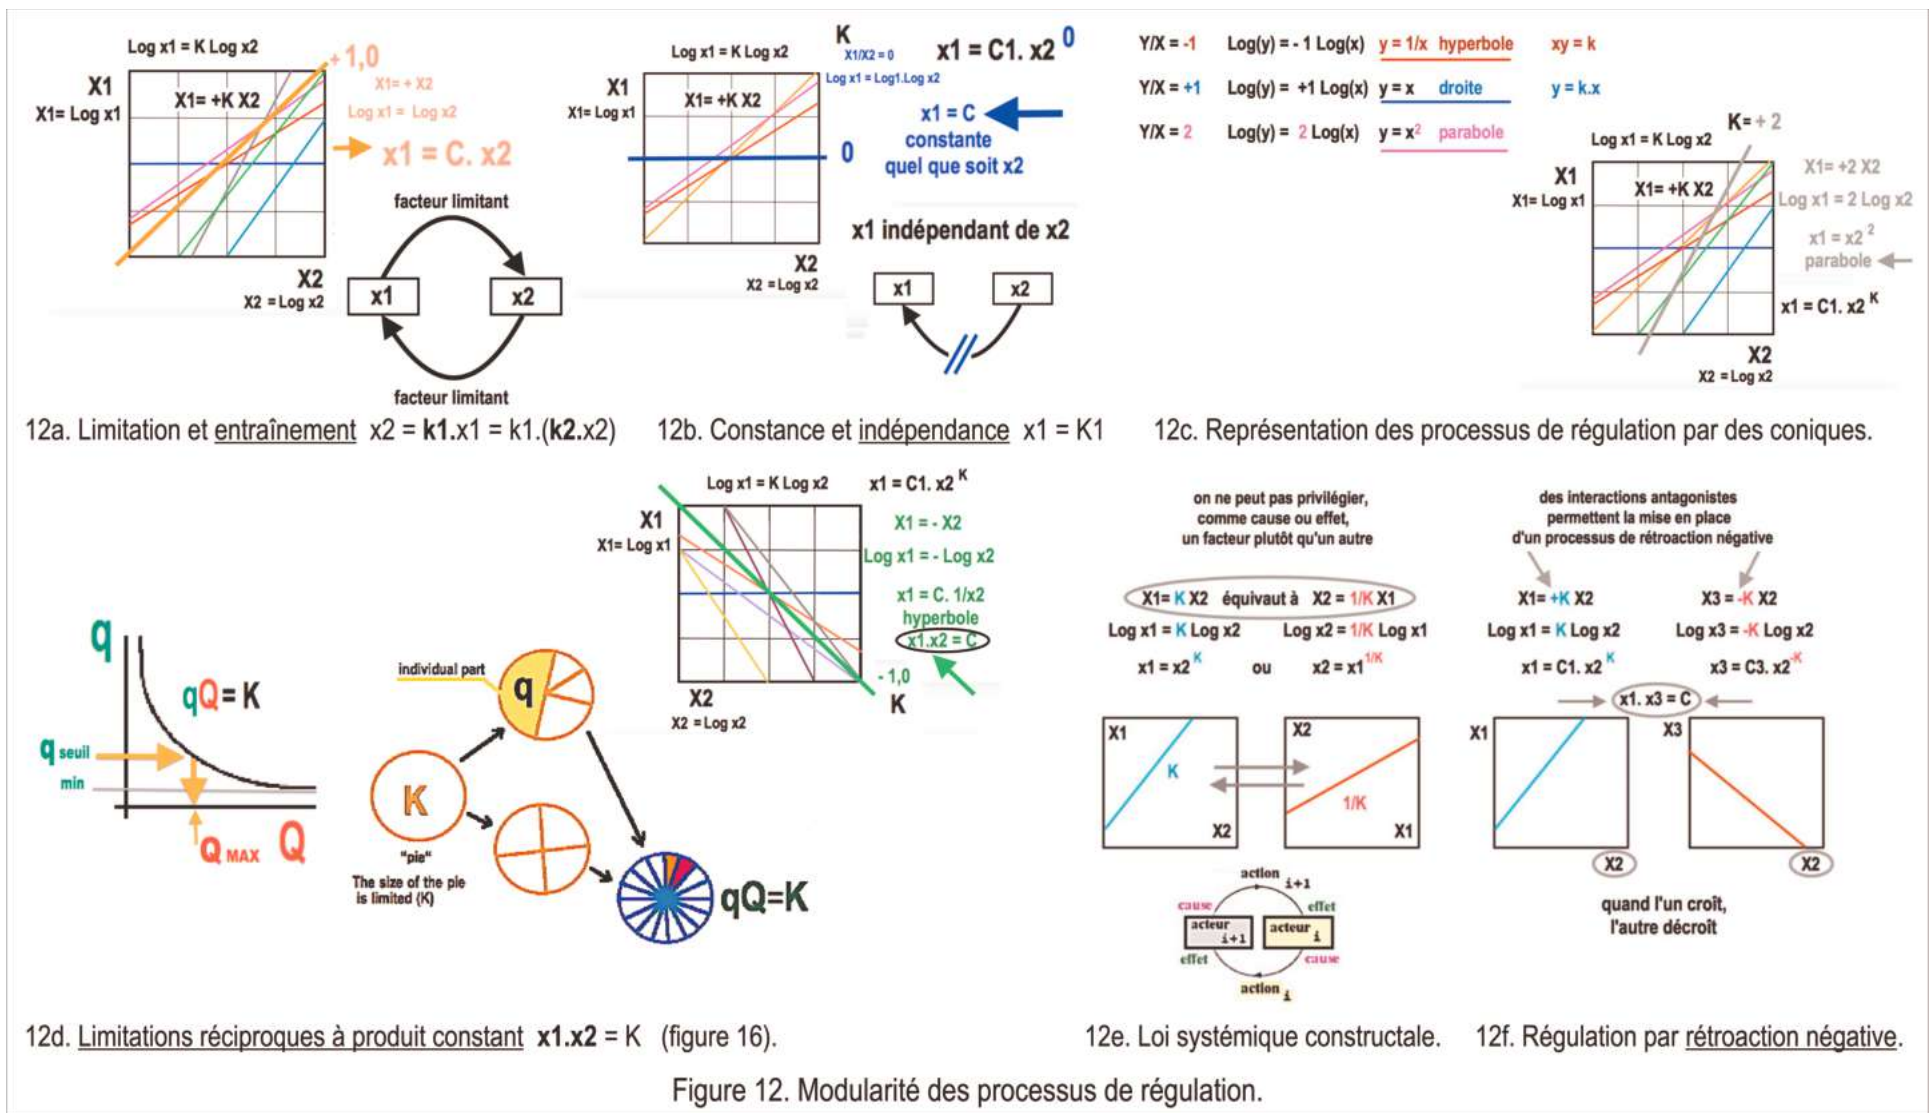 Log x1 = K Log x2
+1,0
X1
X1= Log x1
X1= +K X2
X1= + X2
Log x1 = Log x2
x1 = C. x2
X2
X2 = Log x2
facteur limitant
x1
x2
facteur limitant
12a. Limitation et entraînement x2 = k1.x1 = k1.(k2.x2)
Log x1 = K Log x2
K
X1/X2 = 0
x1 = C1. x2 0
Log x1 = Log1.Log x2
X1
X1= Log x1
X1= +K X2
x1 = C
constante
quel que soit x2
0
x1 indépendant de x2
X2
X2 = Log x2
x1
x2
12b. Constance et indépendance x1 = K1
Y/X = -1 Log(y) = - 1 Log(x) y = 1/x hyperbole xy = k
Y/X = +1 Log(y) = +1 Log(x) y = x droite y = k.x
Y/X = 2 Log(y) = 2 Log(x) y = x2 parabole
K= + 2
Log x1 = K Log x2
X1
X1= Log x1
X1= +K X2
X1= +2 X2
Log x1 = 2 Log x2
x1 = x2 2
parabole
x1 = C1. x2 K
X2
X2 = Log x2
12c. Représentation des processus de régulation par des coniques.
Log x1 = K Log x2
x1 = C1. x2 K
X1
X1= Log x1
X1 = - X2
Log x1 = - Log x2
x1 = C. 1/x2
hyperbole
x1.x2 = C
- 1,0
K
X2
X2 = Log x2
q
qQ = K
q seuil
min
Q MAX
Q
individual part
q
K
"pie"
The size of the pie
is limited (K)
qQ=K
12d. Limitations réciproques à produit constant x1.x2 = K (figure 16).
on ne peut pas privilégier,
comme cause ou effet,
un facteur plutôt qu'un autre
X1= K X2 équivaut à X2 = 1/K X1
Log x1 = K Log x2 Log x2 = 1/K Log x1
x1 = x2 K ou x2 = x1 1/K
X1
K
X2
X2
1/K
X1
action i+1
cause
effet
acteur i+1
acteur i
effet
cause
action i
12e. Loi systémique constructale.
des interactions antagonistes
permettent la mise en place
d'un processus de rétroaction négative
X1= +K X2 X3 = -K X2
Log x1 = K Log x2 Log x3 = -K Log x2
x1 = C1. x2 K x3 = C3. x2 -K
x1. x3 = C
X1
X2
X3
X2
quand l'un croît,
l'autre décroît
12f. Régulation par rétroaction négative.
Figure 12. Modularité des processus de régulation.